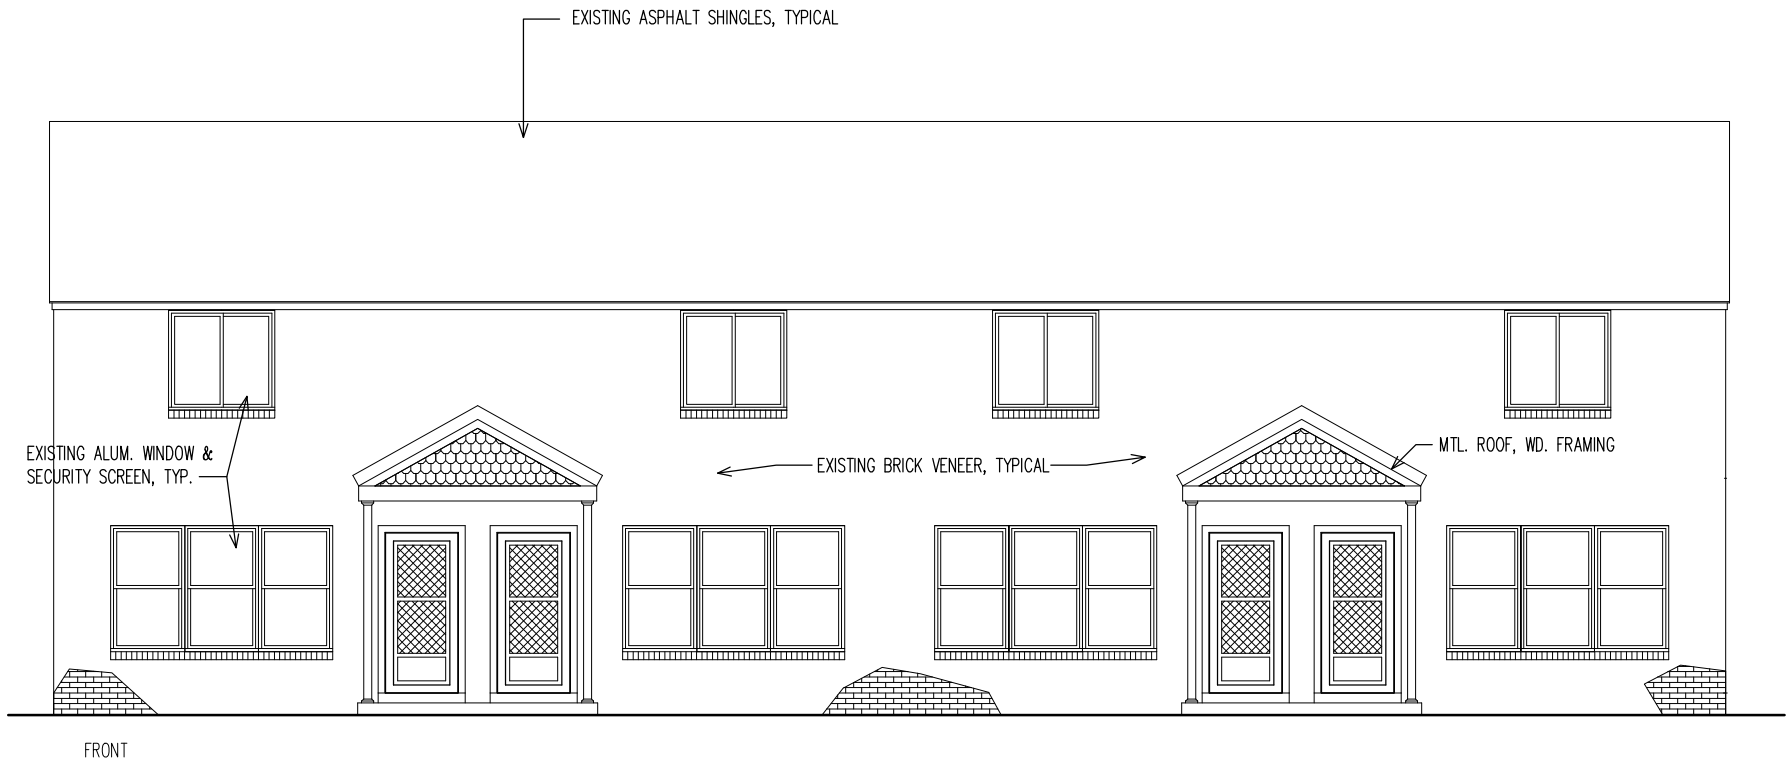 EXISTING ASPHALT SHINGLES, TYPICAL
EXISTING ALUM. WINDOW &
SECURITY SCREEN, TYP.
EXISTING BRICK VENEER, TYPICAL
MTL. ROOF, WD. FRAMING
FRONT